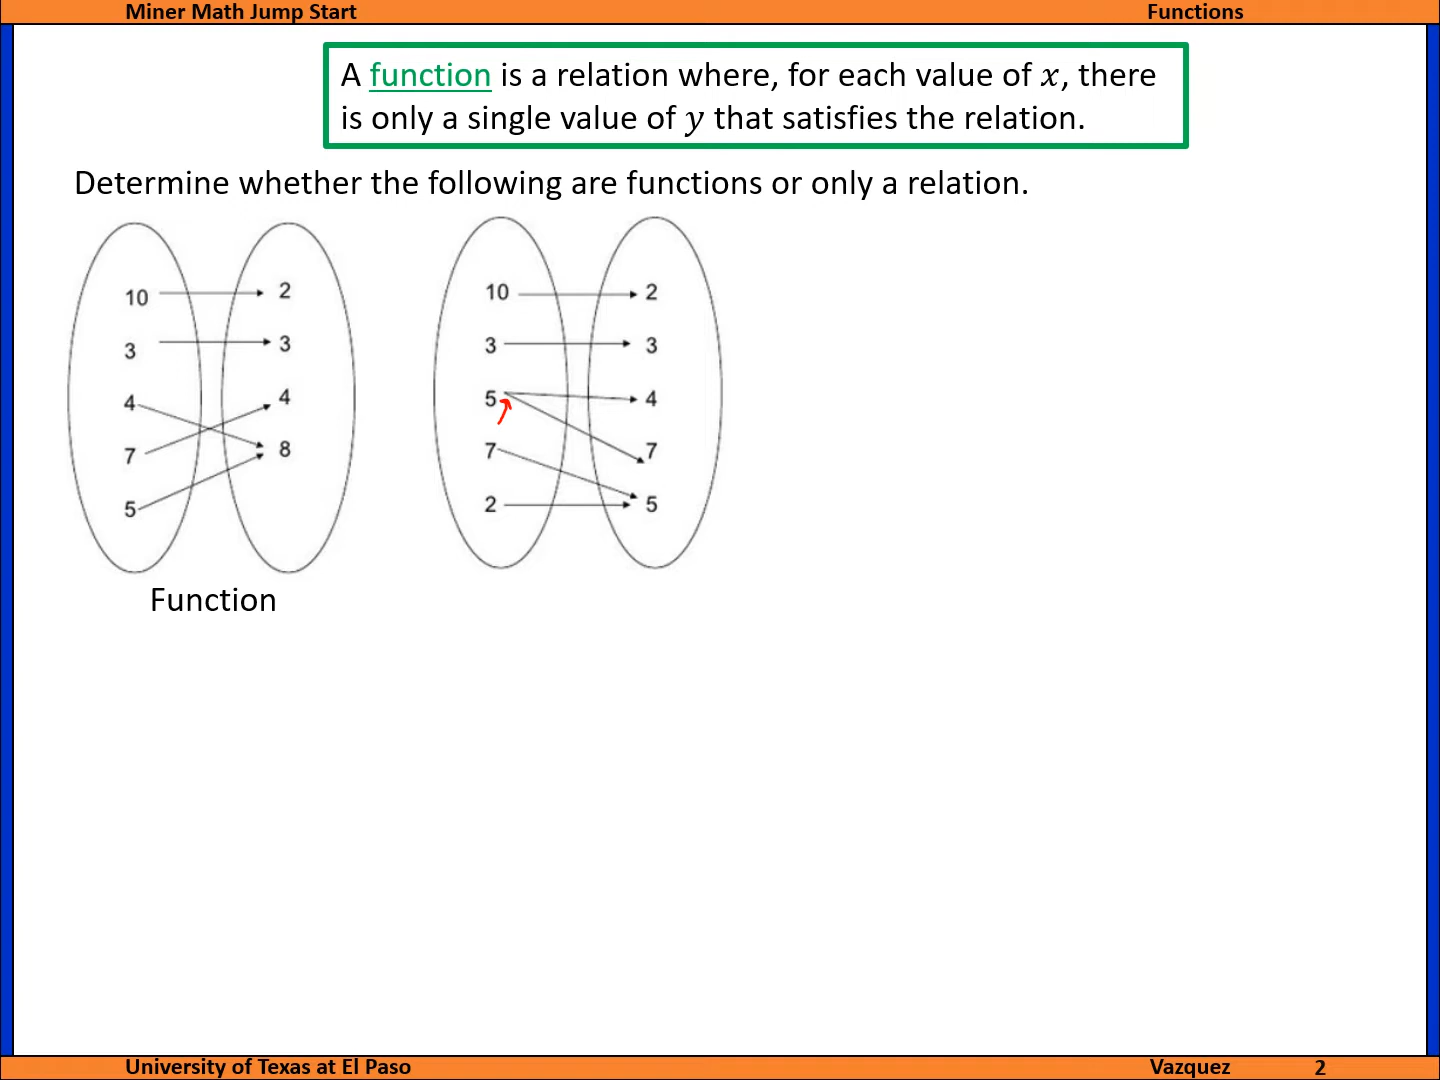 Miner Math Jump Start Functions
A function is a relation where, for each value of x, there
is only a single value of y that satisfies the relation.
Determine whether the following are functions or only a relation.
10 2
3 3
4 4
7 8
5
Function
10 2
3 3
5 4
7 7
2 5
University of Texas at El Paso Vazquez 2